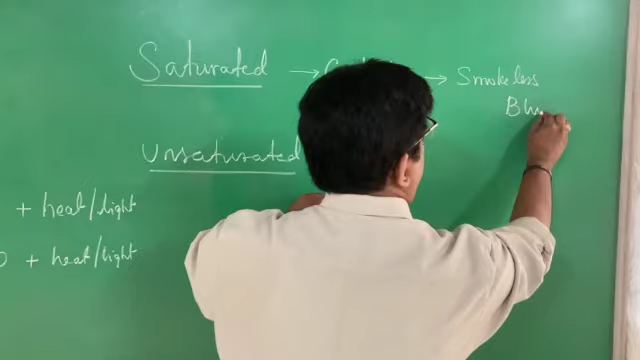 Saturated → → Smokeless
Blu
Unsaturated
+ heat/light
+ heat/light